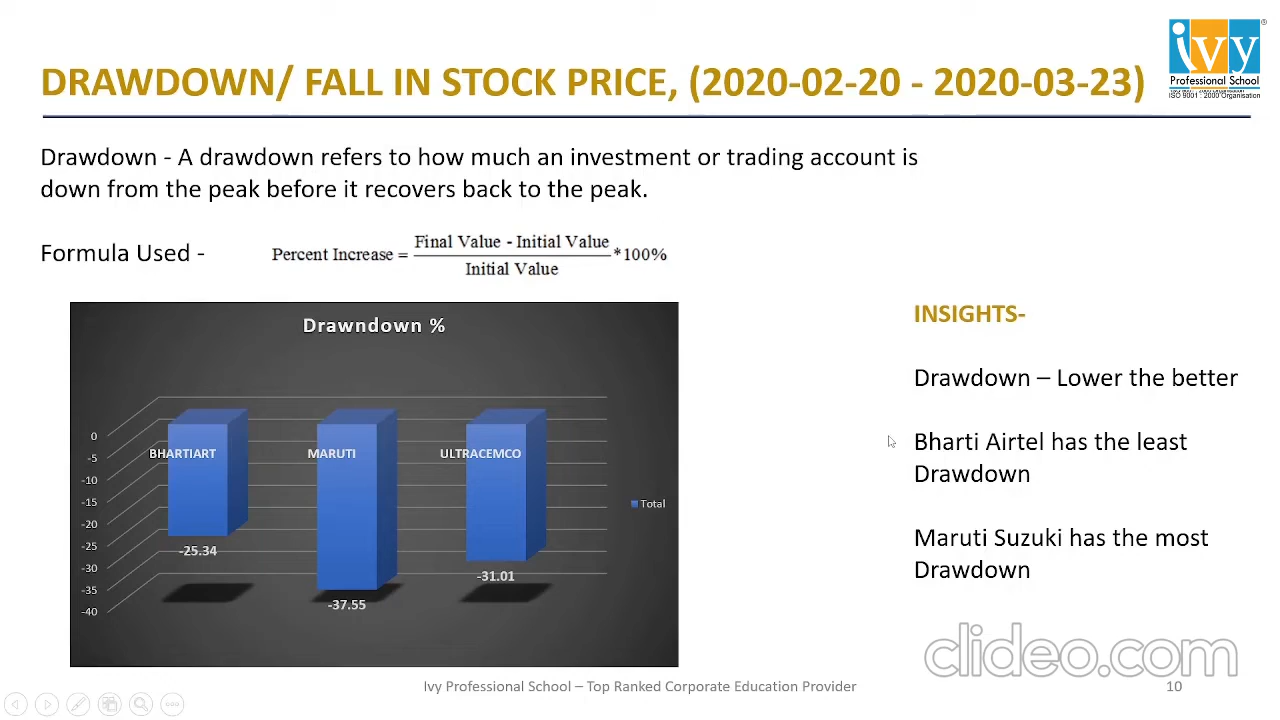 ivy
®
Professional School
ISO 9001 : 2000 Organisation
DRAWDOWN/ FALL IN STOCK PRICE, (2020-02-20 - 2020-03-23)
Drawdown - A drawdown refers to how much an investment or trading account is
down from the peak before it recovers back to the peak.
Formula Used -
Percent Increase = Final Value - Initial Value
Initial Value
*100%
Drawndown %
0
-5
-10
-15
-20
-25
-30
-35
-40
BHARTIART
MARUTI
ULTRACEMCO
-25.34
-37.55
-31.01
Total
INSIGHTS-
Drawdown – Lower the better
Bharti Airtel has the least
Drawdown
Maruti Suzuki has the most
Drawdown
clideo.com
Ivy Professional School – Top Ranked Corporate Education Provider
10